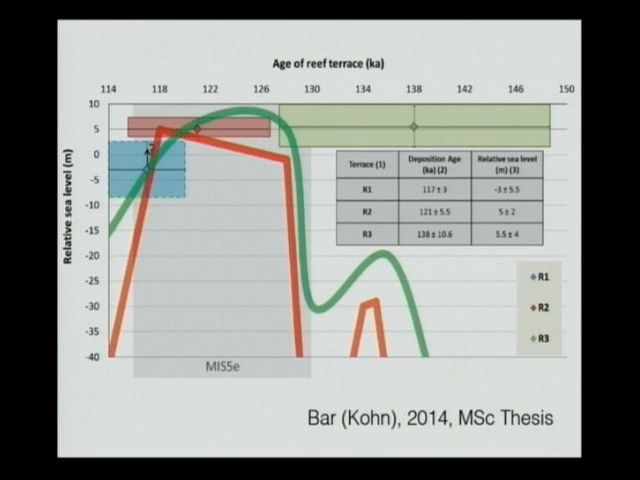 Age of reef terrace (ka)
114 118 122 126 130 134 138 142 146 150
Relative sea level (m)
10
5
0
-5
-10
-15
-20
-25
-30
-35
-40
?
Terrace (1) Deposition Age (ka) (2) Relative sea level (m) (3)
R1 117 ± 3 -3 ± 5.5
R2 121 ± 5.5 5 ± 2
R3 138 ± 10.6 5.5 ± 4
R1
R2
R3
MIS5e
Bar (Kohn), 2014, MSc Thesis